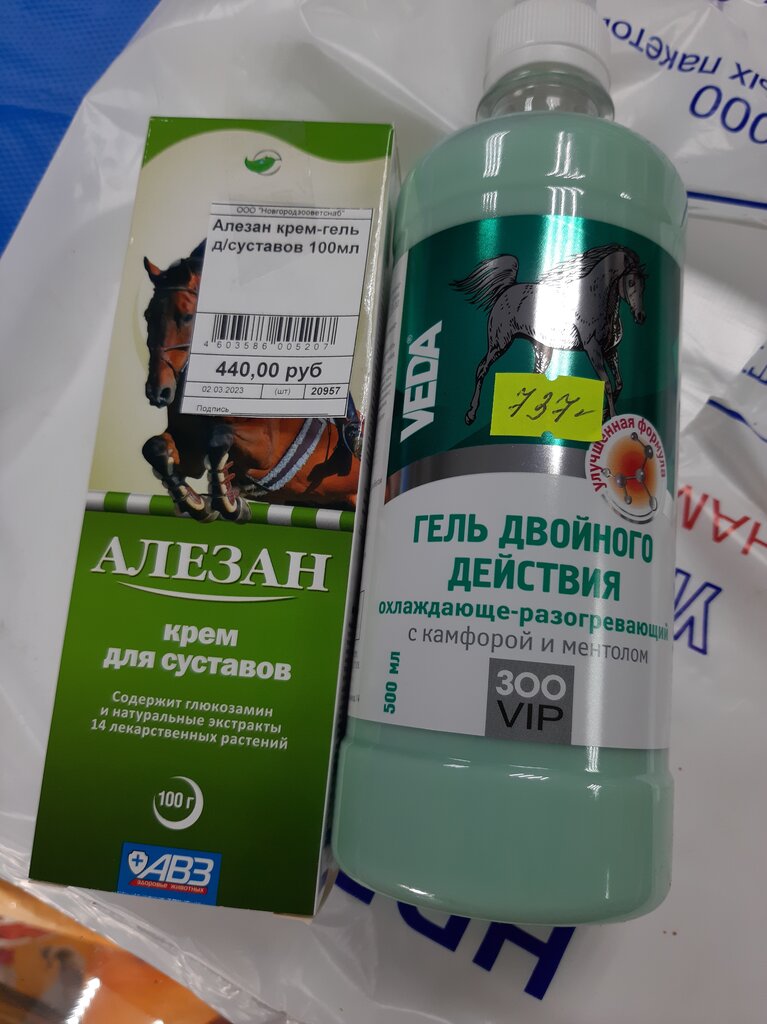 ООО "Новгородзооветснаб"
Алезан крем-гель
д/суставов 100мл
4 603586 005207
440,00 руб
02.03.2023 (шт) 20957
Подпись
АЛЕЗАН
крем
для суставов
Содержит глюкозамин
и натуральные экстракты
14 лекарственных растений
100 г
АВЗ
здоровье животных
VEDA
737
улучшенная формула
ГЕЛЬ ДВОЙНОГО
ДЕЙСТВИЯ
охлаждающе-разогревающий
с камфорой и ментолом
500 мл
ЗОО
VIP